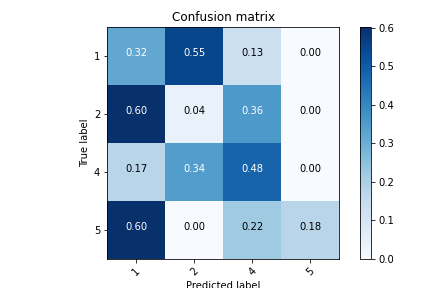 Confusion matrix
True label
1 0.32 0.55 0.13 0.00
2 0.60 0.04 0.36 0.00
4 0.17 0.34 0.48 0.00
5 0.60 0.00 0.22 0.18
1 2 4 5
Predicted label
0.6
0.5
0.4
0.3
0.2
0.1
0.0